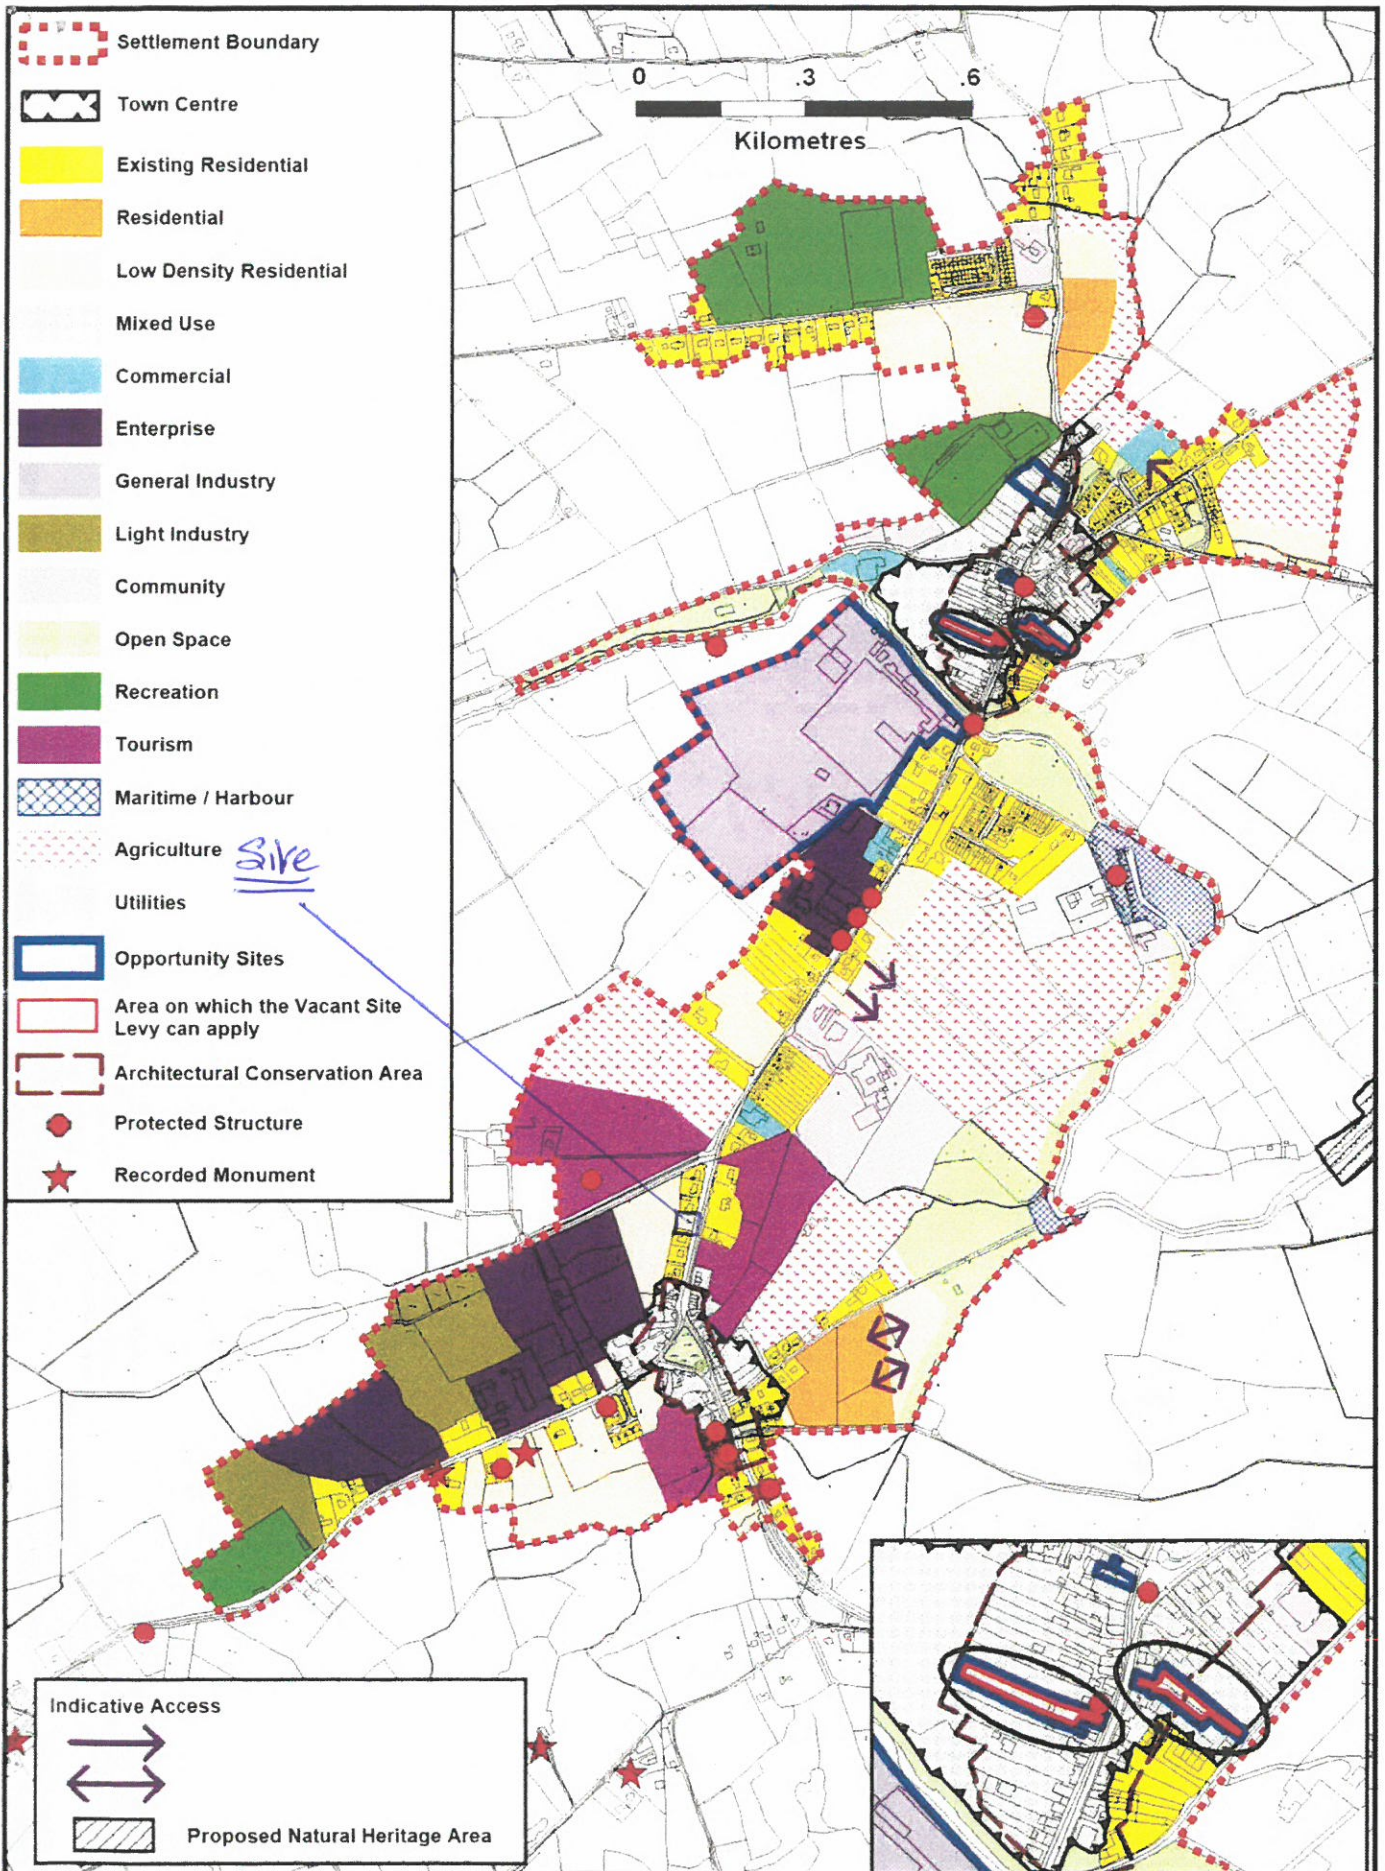 Settlement Boundary
Town Centre
Existing Residential
Residential
Low Density Residential
Mixed Use
Commercial
Enterprise
General Industry
Light Industry
Community
Open Space
Recreation
Tourism
Maritime / Harbour
Agriculture
Site
Utilities
Opportunity Sites
Area on which the Vacant Site
Levy can apply
Architectural Conservation Area
Protected Structure
Recorded Monument
0 .3 .6
Kilometres
Indicative Access
Proposed Natural Heritage Area